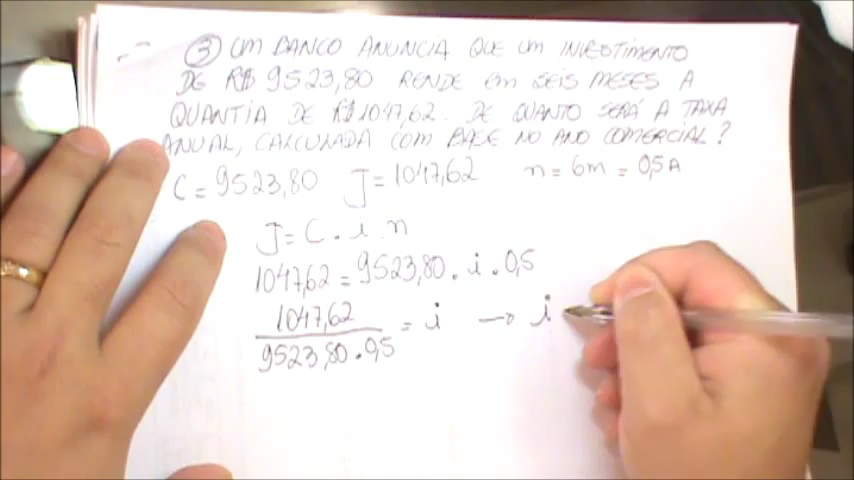 ③ UM BANCO ANUNCIA QUE UM INVESTIMENTO
DE R$ 9523,80 RENDE EM SEIS MESES A
QUANTIA DE R$ 1047,62. DE QUANTO SERÁ A TAXA
ANUAL, CALCULADA COM BASE NO ANO COMERCIAL?
C = 9523,80 J = 1047,62 n = 6m = 0,5A
J = C . i . n
1047,62 = 9523,80 . i . 0,5
1047,62 / 9523,80 . 0,5 = i → i